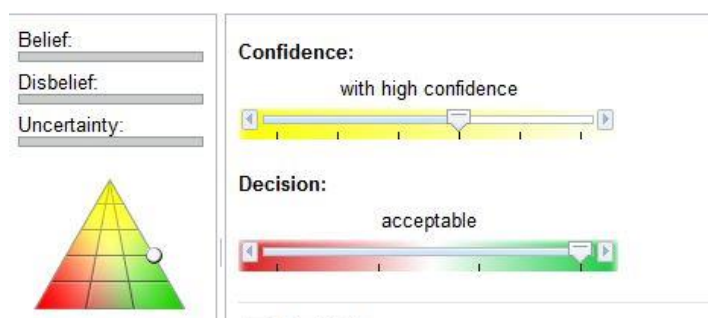 Belief:
Disbelief:
Uncertainty:
Confidence:
with high confidence
Decision:
acceptable